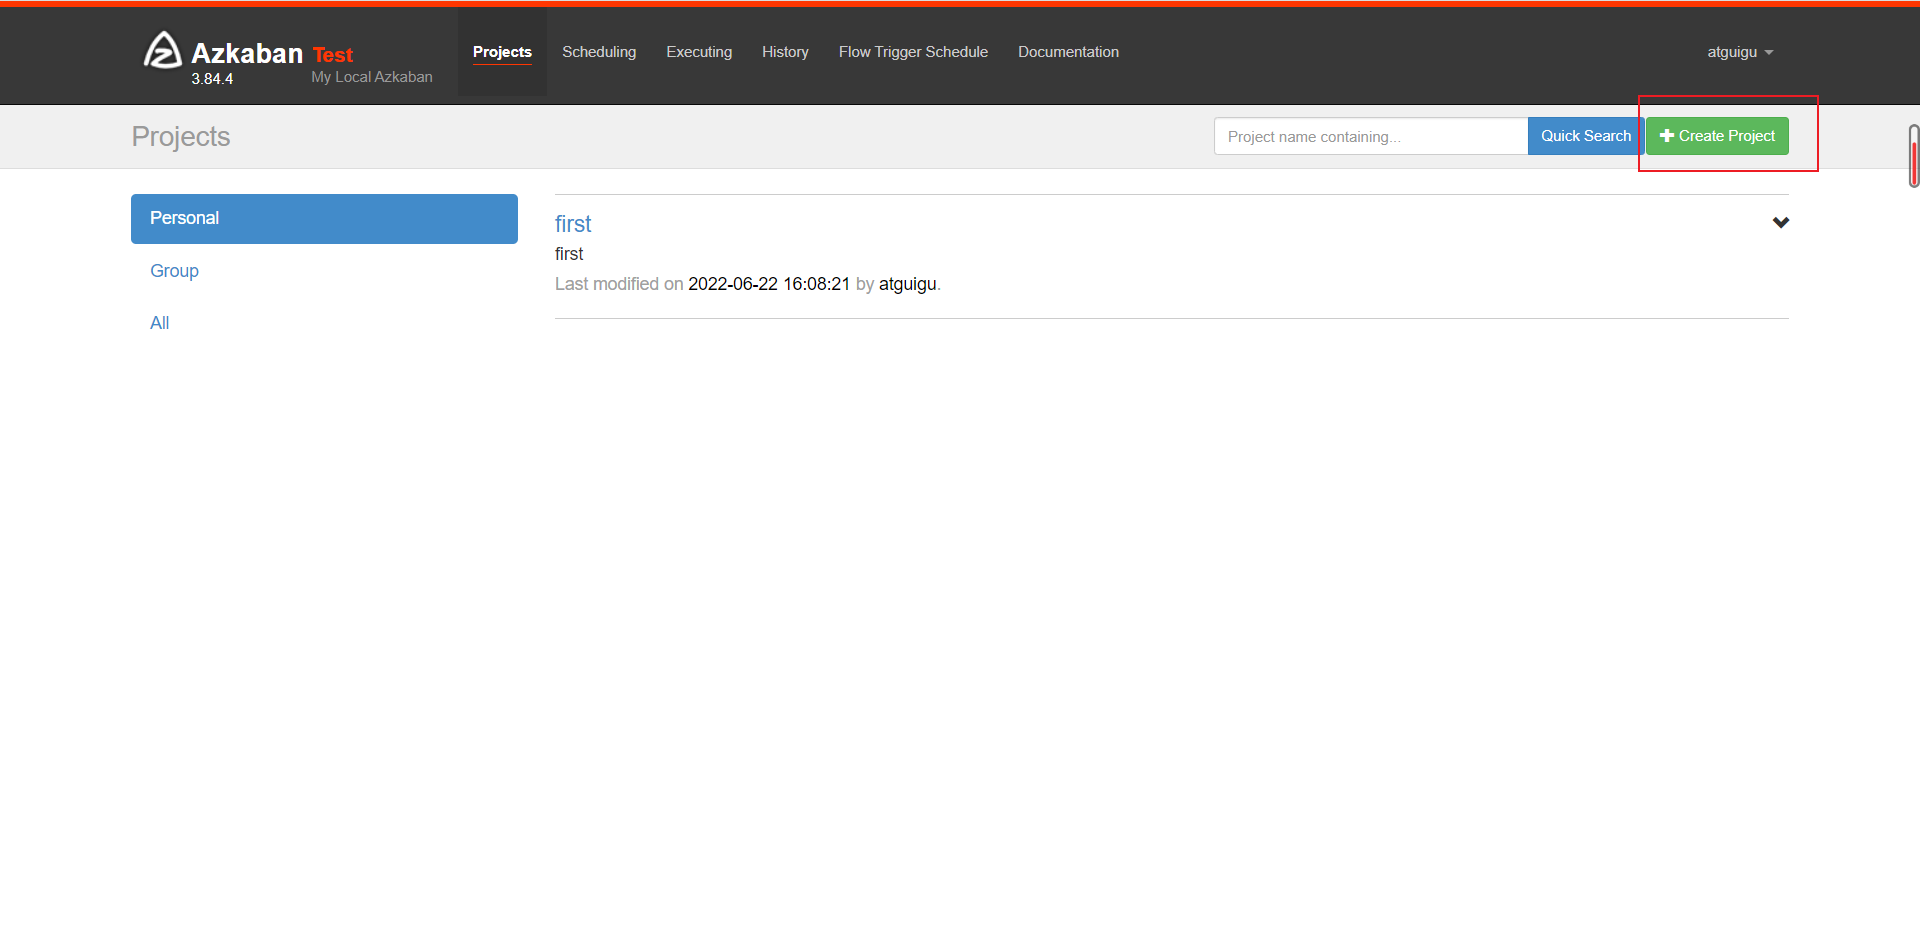 Azkaban Test
3.84.4 My Local Azkaban
Projects Scheduling Executing History Flow Trigger Schedule Documentation
atguigu
Projects
Project name containing... Quick Search Create Project
Personal
Group
All
first
first
Last modified on 2022-06-22 16:08:21 by atguigu.